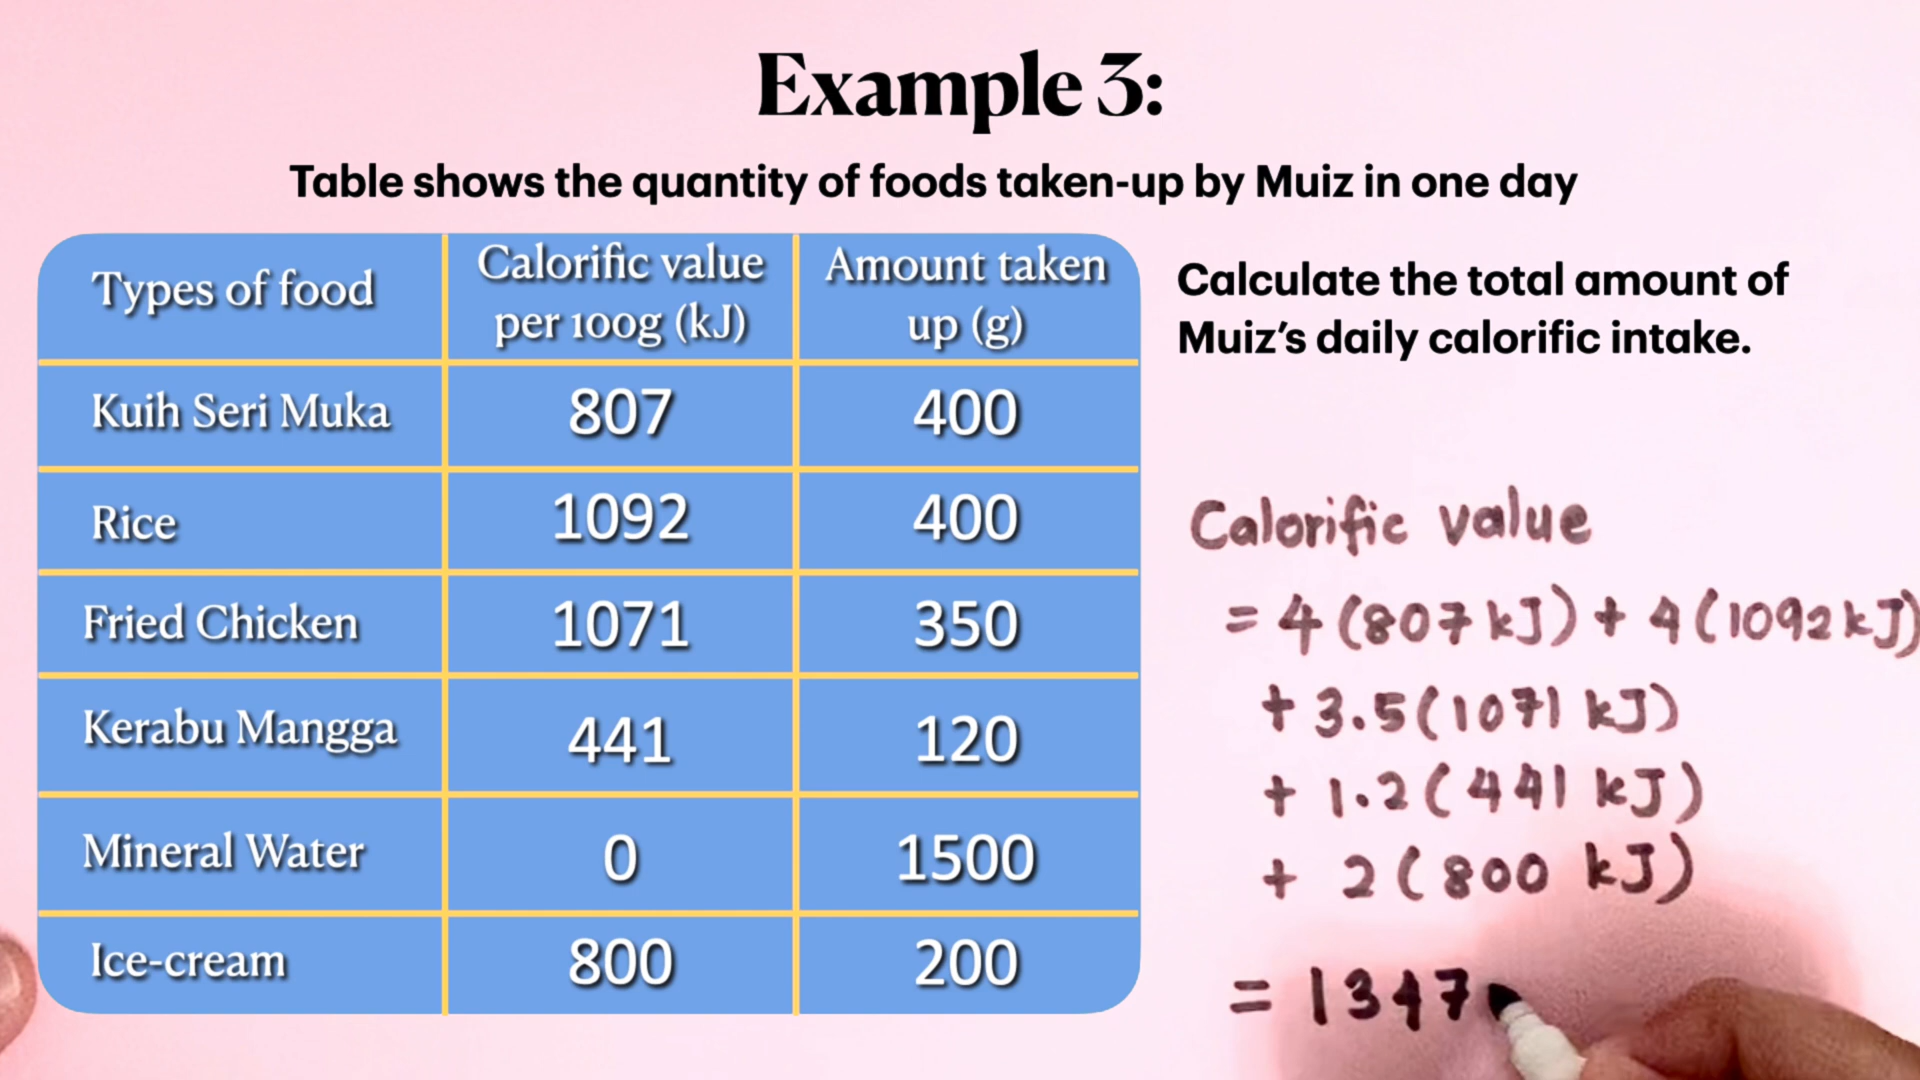 Example 3:
Table shows the quantity of foods taken-up by Muiz in one day
Types of food
Calorific value
per 100g (kJ)
Amount taken
up (g)
Kuih Seri Muka 807 400
Rice 1092 400
Fried Chicken 1071 350
Kerabu Mangga 441 120
Mineral Water 0 1500
Ice-cream 800 200
Calculate the total amount of
Muiz's daily calorific intake.
Calorific value
= 4 (807 kJ) + 4 (1092 kJ)
+ 3.5 (1071 kJ)
+ 1.2 (441 kJ)
+ 2 (800 kJ)
= 1347